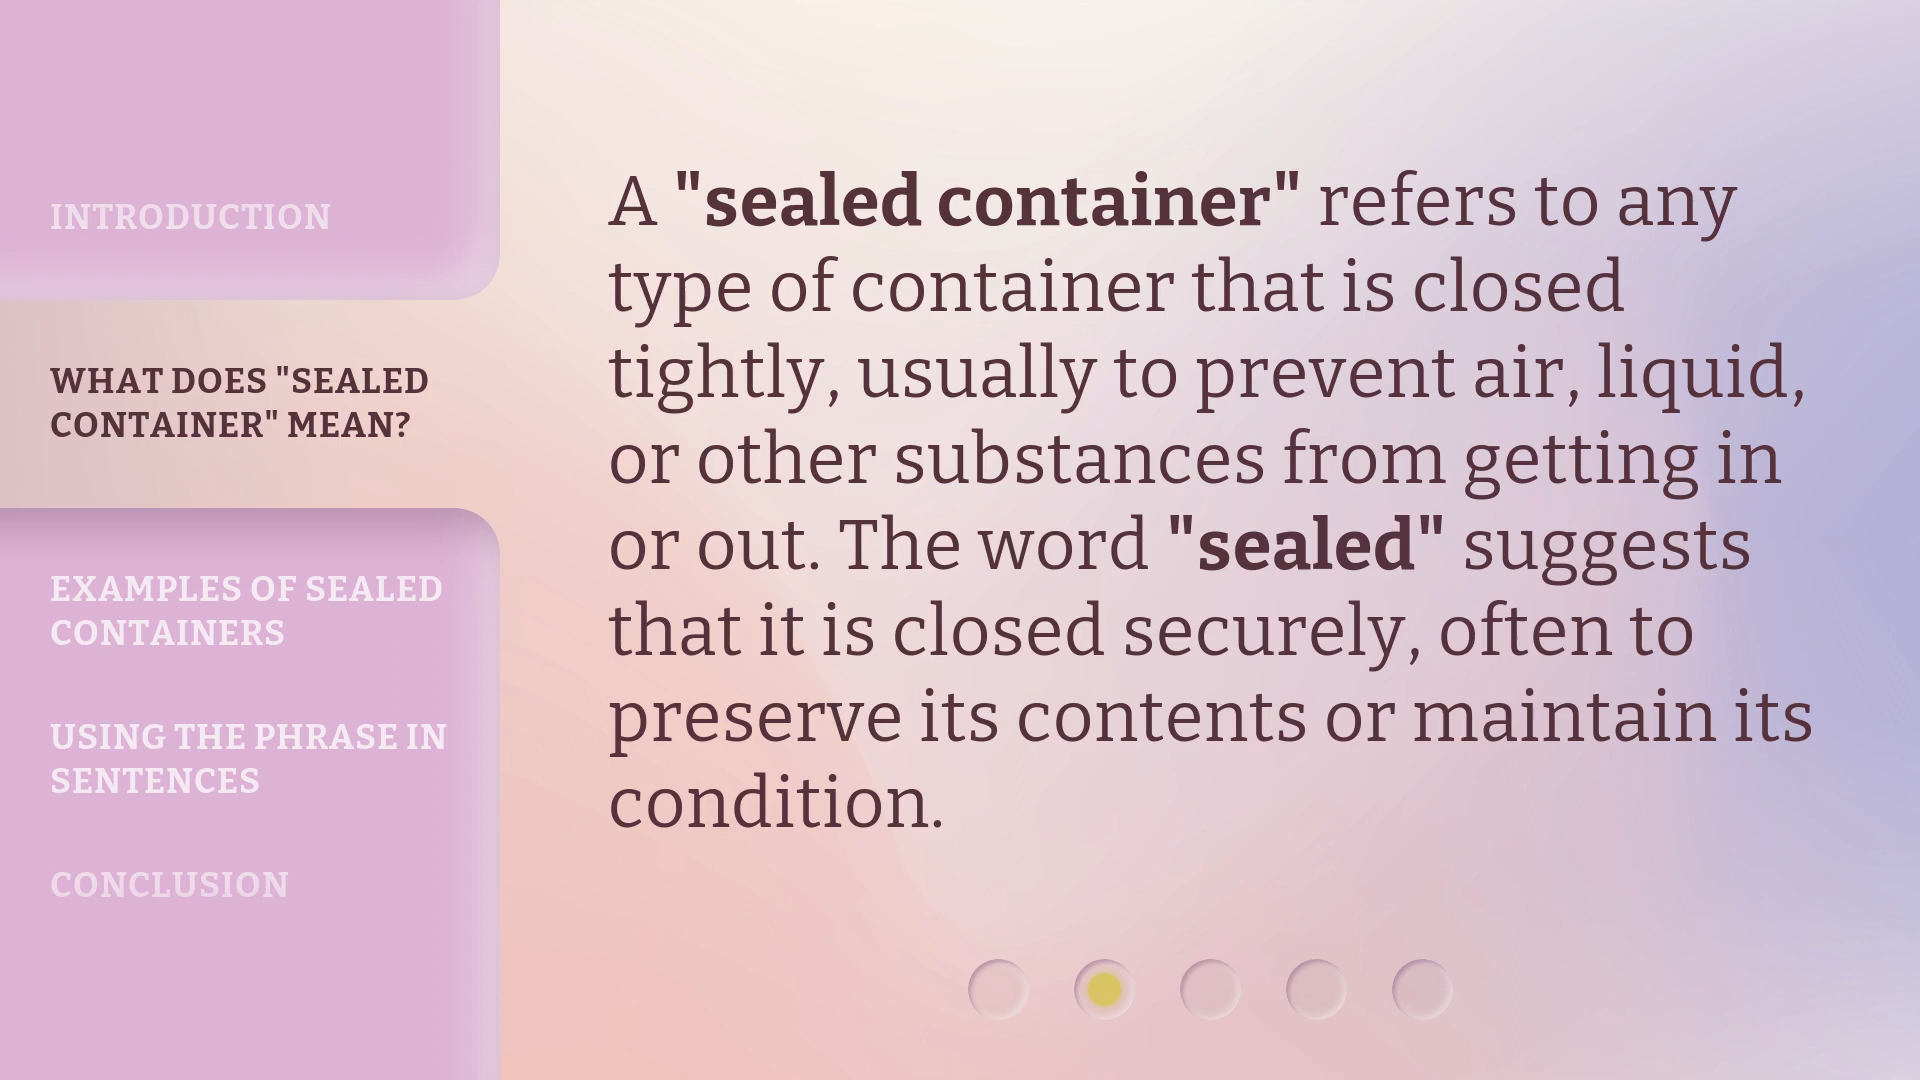 INTRODUCTION
WHAT DOES "SEALED
CONTAINER" MEAN?
EXAMPLES OF SEALED
CONTAINERS
USING THE PHRASE IN
SENTENCES
CONCLUSION
A "sealed container" refers to any
type of container that is closed
tightly, usually to prevent air, liquid,
or other substances from getting in
or out. The word "sealed" suggests
that it is closed securely, often to
preserve its contents or maintain its
condition.